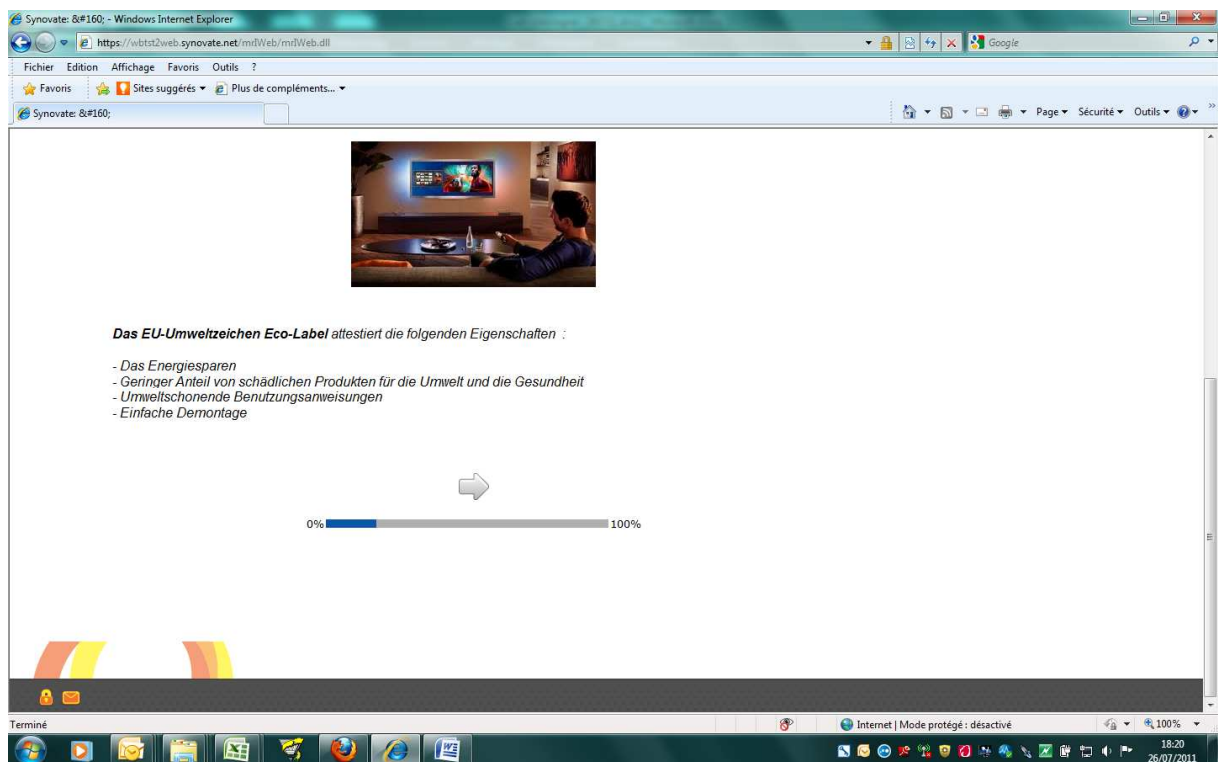 Synovate: &#160; - Windows Internet Explorer
https://wbtst2web.synovate.net/mrIWeb/mrIWeb.dll
Google
Fichier Edition Affichage Favoris Outils ?
Favoris Sites suggérés Plus de compléments...
Synovate: &#160;
Page Sécurité Outils
Das EU-Umweltzeichen Eco-Label attestiert die folgenden Eigenschaften :
- Das Energiesparen
- Geringer Anteil von schädlichen Produkten für die Umwelt und die Gesundheit
- Umweltschonende Benutzungsanweisungen
- Einfache Demontage
0% 100%
Terminé
Internet | Mode protégé : désactivé
100%
18:20
26/07/2011